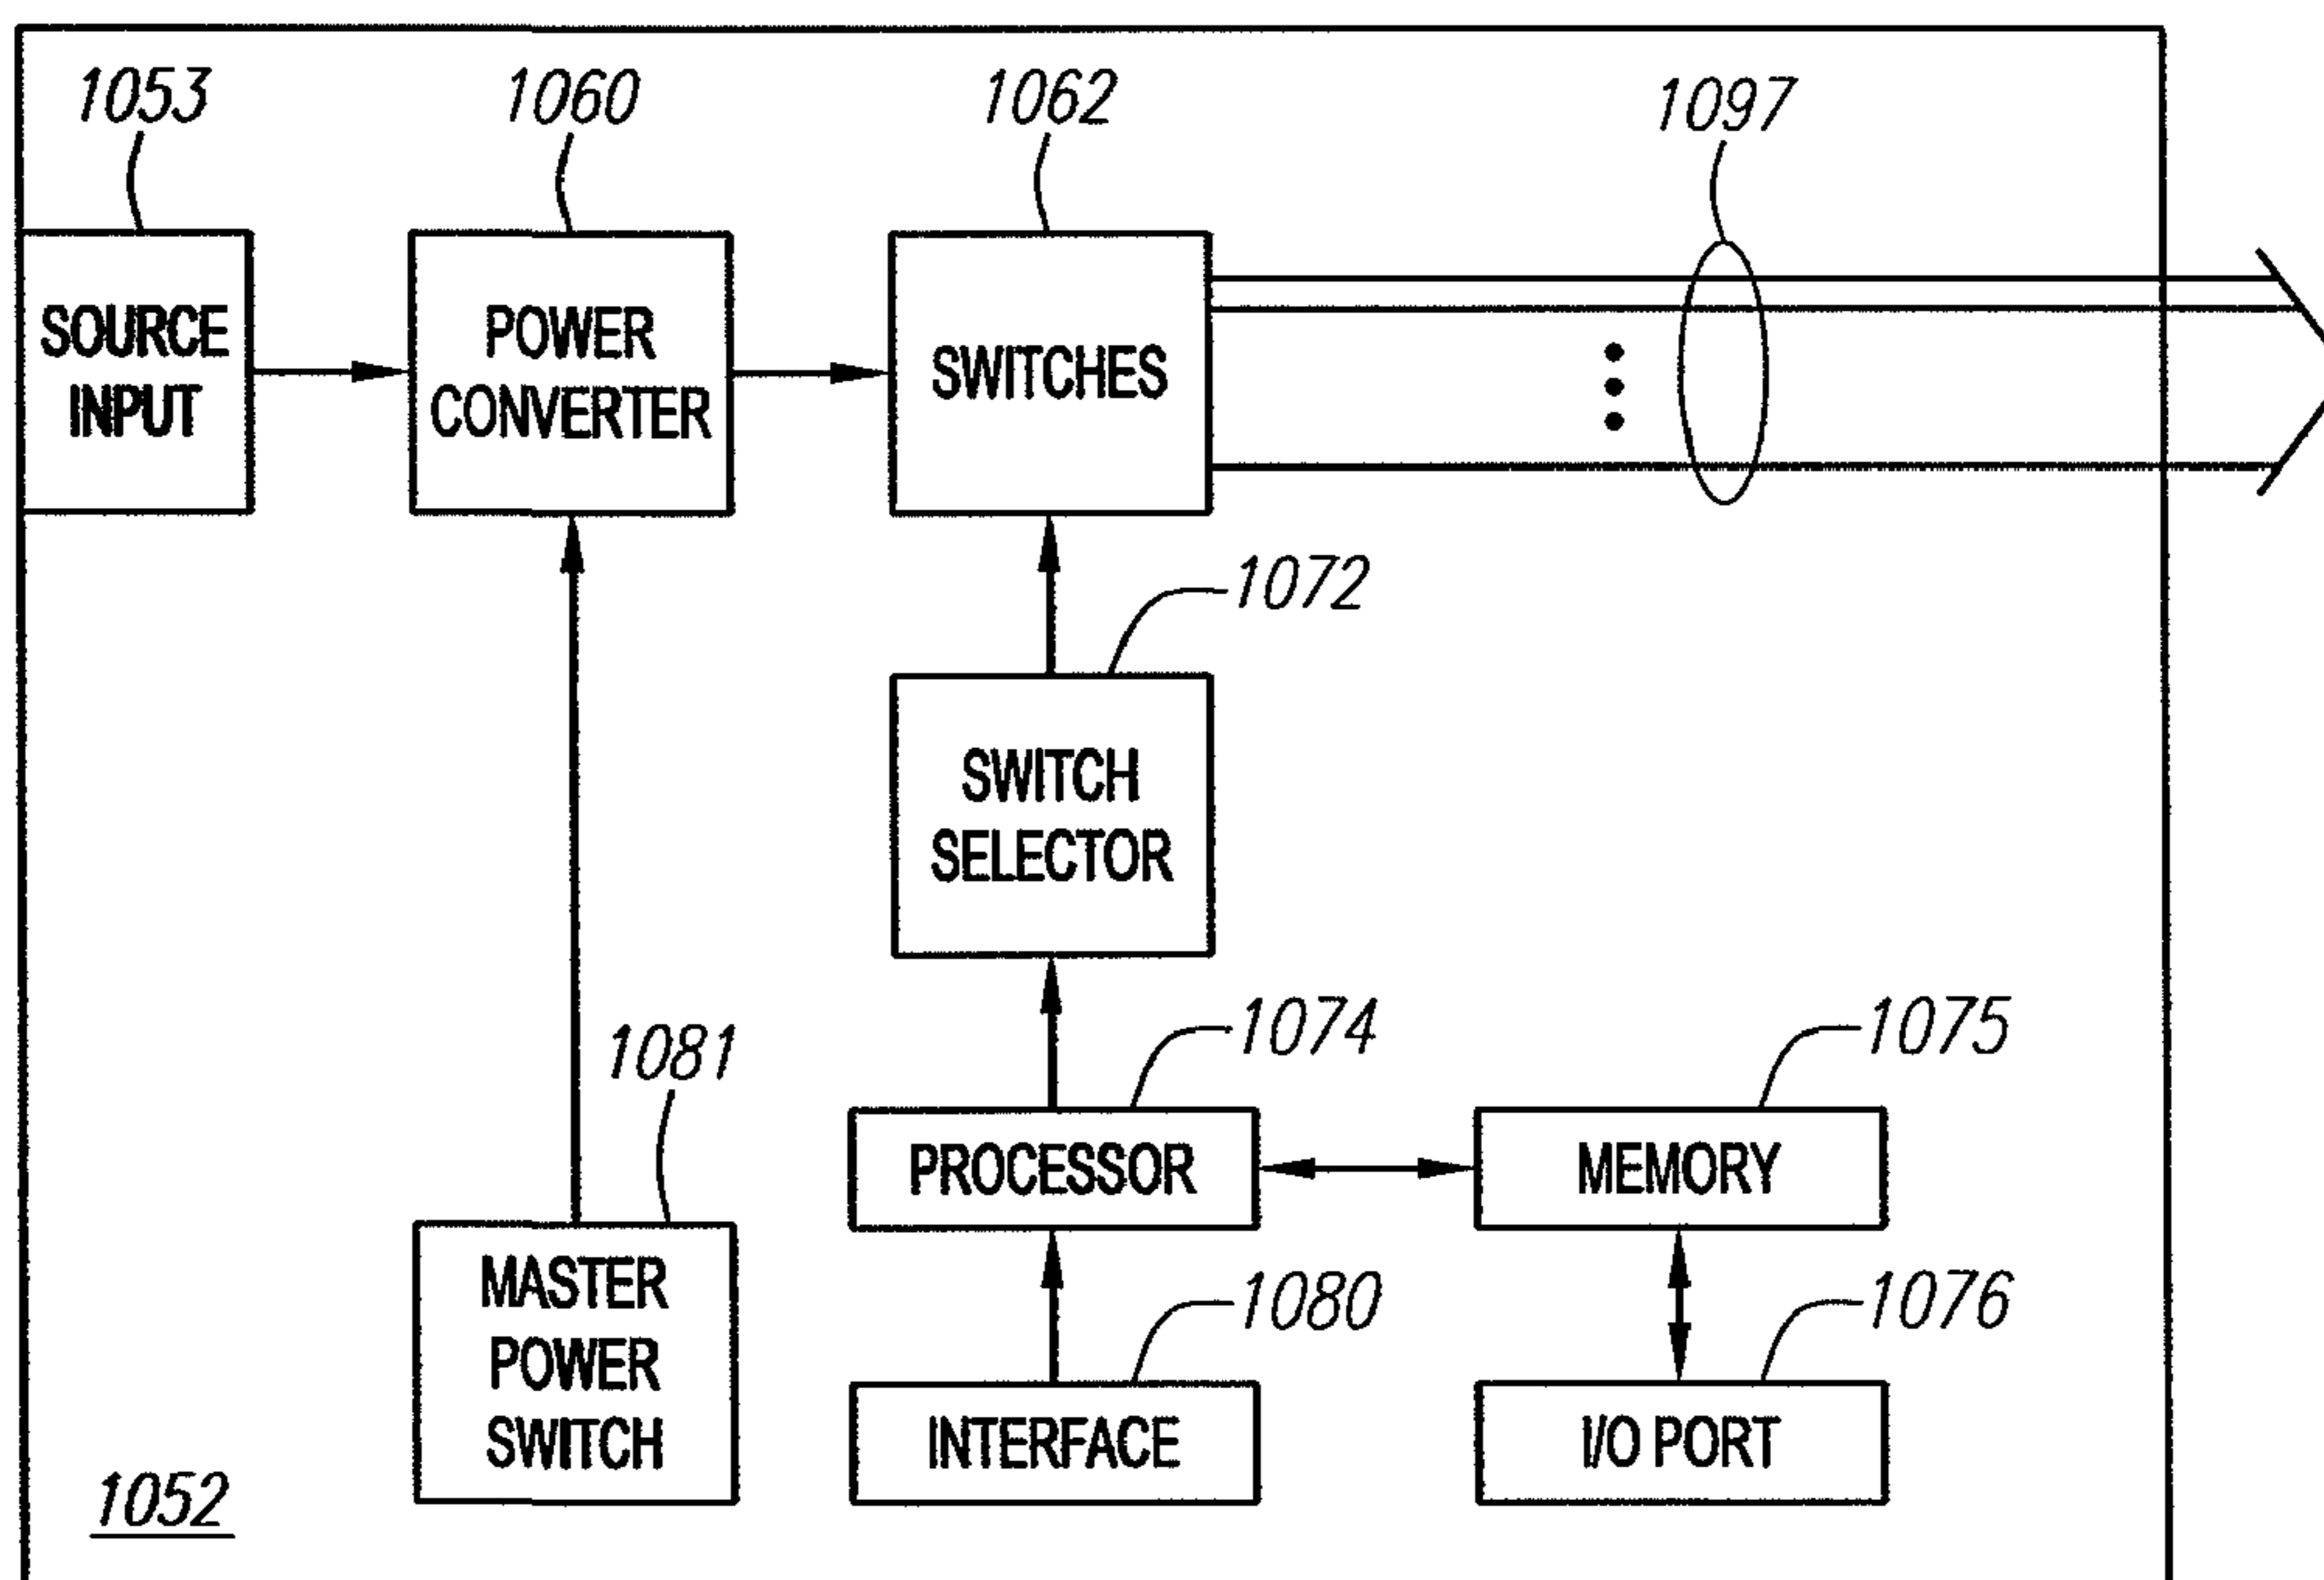 1053
1060
1062
1097
SOURCE
INPUT
POWER
CONVERTER
SWITCHES
1072
SWITCH
SELECTOR
1074
1075
1081
PROCESSOR
MEMORY
MASTER
POWER
SWITCH
1080
1076
INTERFACE
I/O PORT
1052